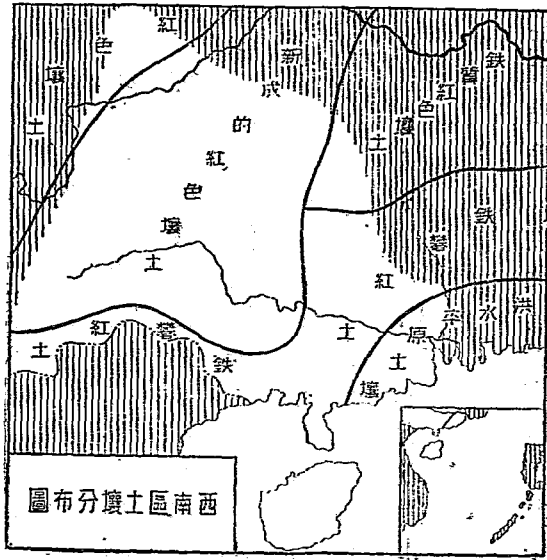 紅色壤土
新成的紅色壤土
鉄質紅色壤土
鉄礬紅土
洪水平原土壤
鉄礬紅土
西南區土壤分布圖